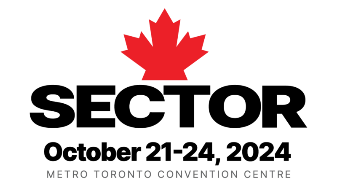 SECTOR
October 21-24, 2024
METRO TORONTO CONVENTION CENTRE